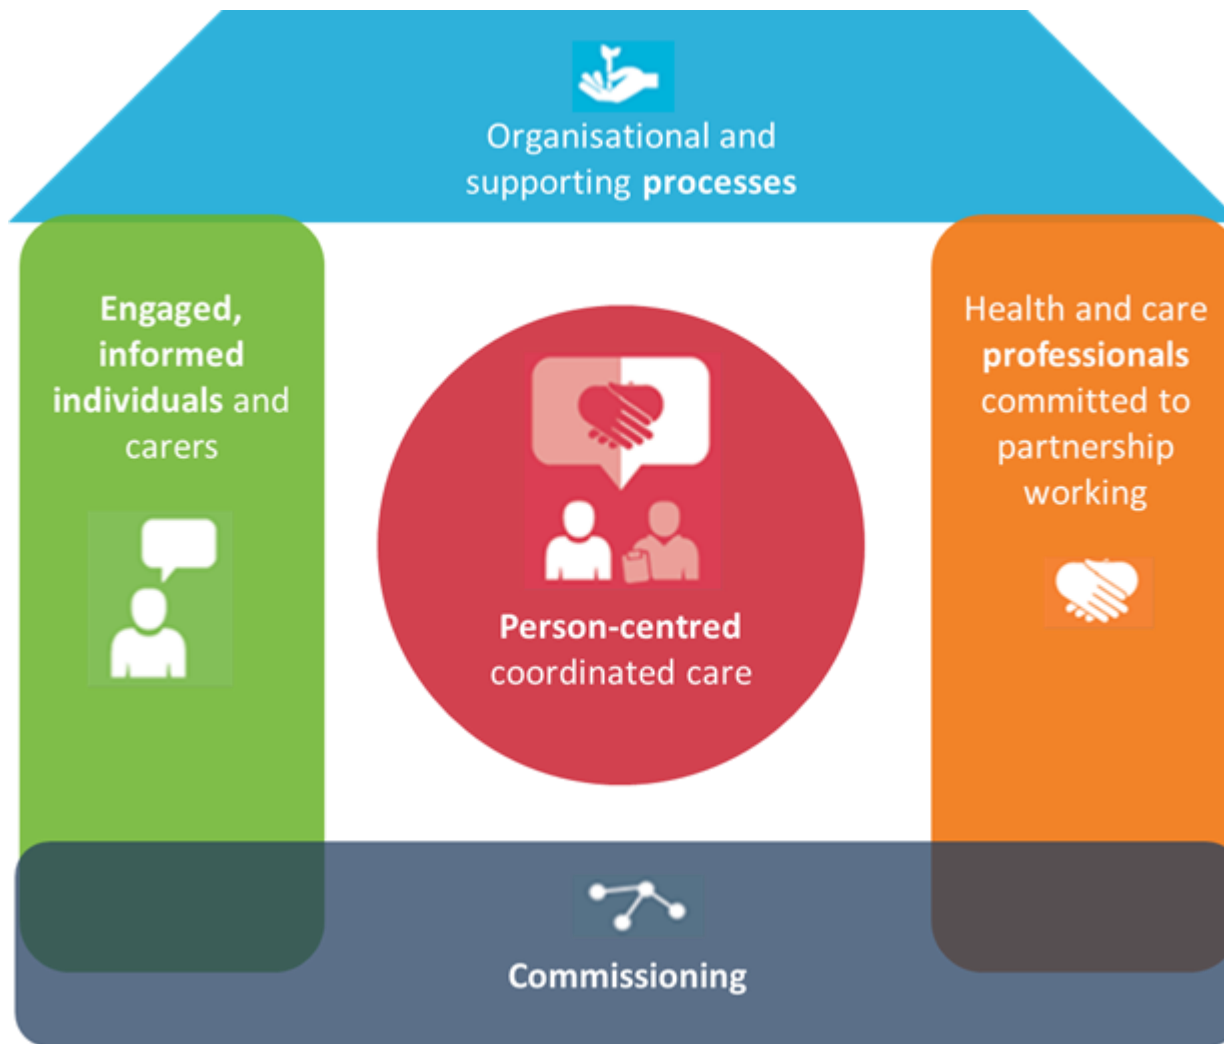 Organisational and
supporting processes
Engaged,
informed
individuals and
carers
Health and care
professionals
committed to
partnership
working
Person-centred
coordinated care
Commissioning